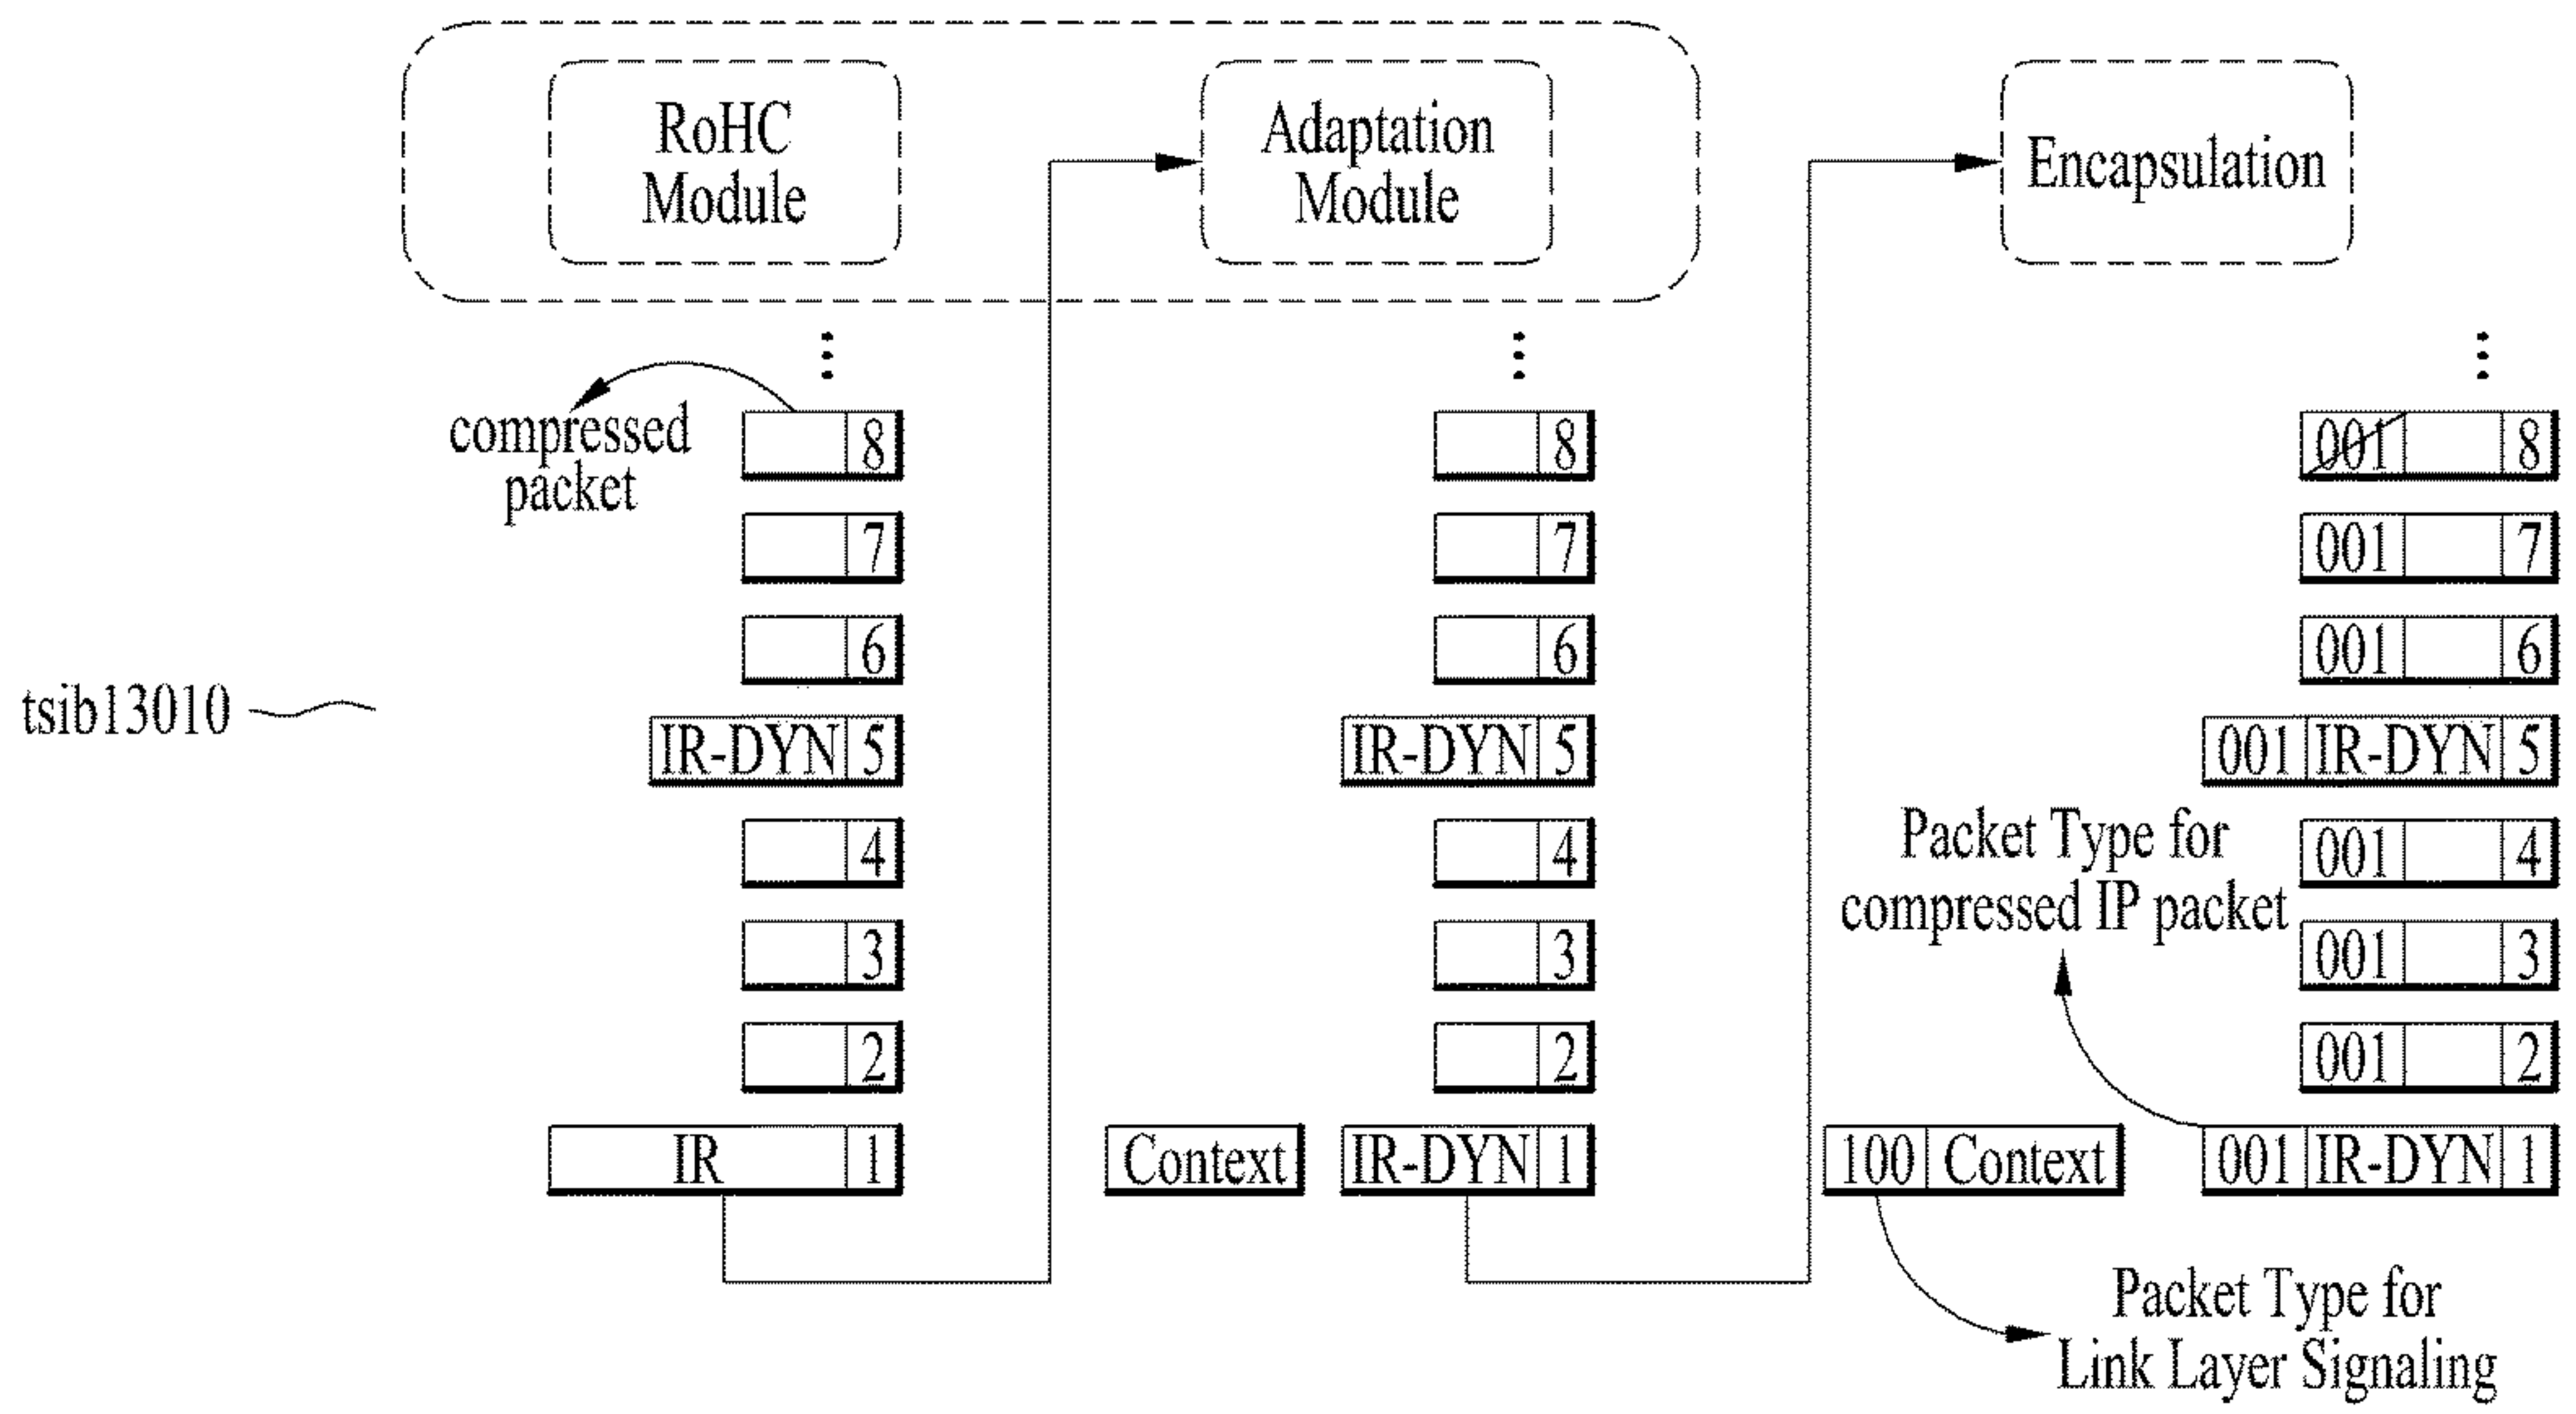 RoHC
Module
Adaptation
Module
Encapsulation
compressed
packet
8
8
001 8
7
7
001 7
6
6
001 6
tsib13010
IR-DYN 5
IR-DYN 5
001 IR-DYN 5
4
4
001 4
Packet Type for
compressed IP packet
3
3
001 3
2
2
001 2
IR 1
Context
IR-DYN 1
100 Context
001 IR-DYN 1
Packet Type for
Link Layer Signaling